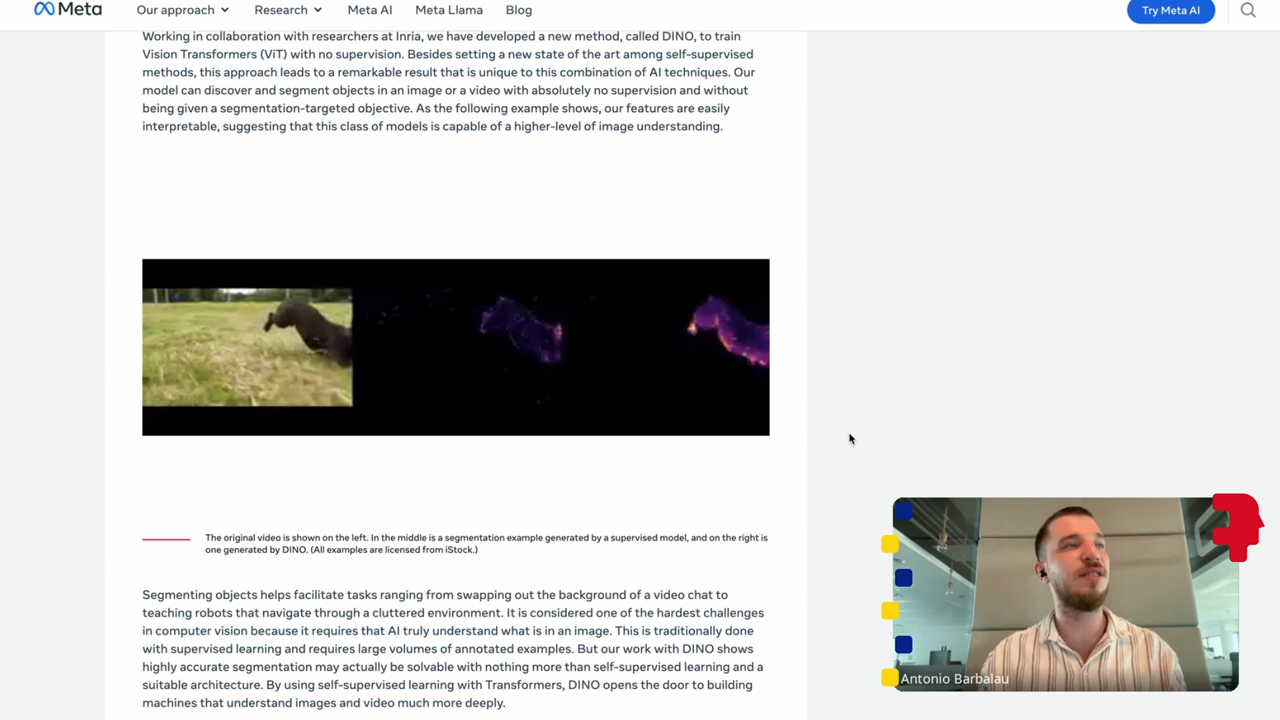 Meta
Our approach
Research
Meta AI
Meta Llama
Blog
Try Meta AI
Working in collaboration with researchers at Inria, we have developed a new method, called DINO, to train
Vision Transformers (ViT) with no supervision. Besides setting a new state of the art among self-supervised
methods, this approach leads to a remarkable result that is unique to this combination of AI techniques. Our
model can discover and segment objects in an image or a video with absolutely no supervision and without
being given a segmentation-targeted objective. As the following example shows, our features are easily
interpretable, suggesting that this class of models is capable of a higher-level of image understanding.
The original video is shown on the left. In the middle is a segmentation example generated by a supervised model, and on the right is
one generated by DINO. (All examples are licensed from iStock.)
Segmenting objects helps facilitate tasks ranging from swapping out the background of a video chat to
teaching robots that navigate through a cluttered environment. It is considered one of the hardest challenges
in computer vision because it requires that AI truly understand what is in an image. This is traditionally done
with supervised learning and requires large volumes of annotated examples. But our work with DINO shows
highly accurate segmentation may actually be solvable with nothing more than self-supervised learning and a
suitable architecture. By using self-supervised learning with Transformers, DINO opens the door to building
machines that understand images and video much more deeply.
Antonio Barbalau